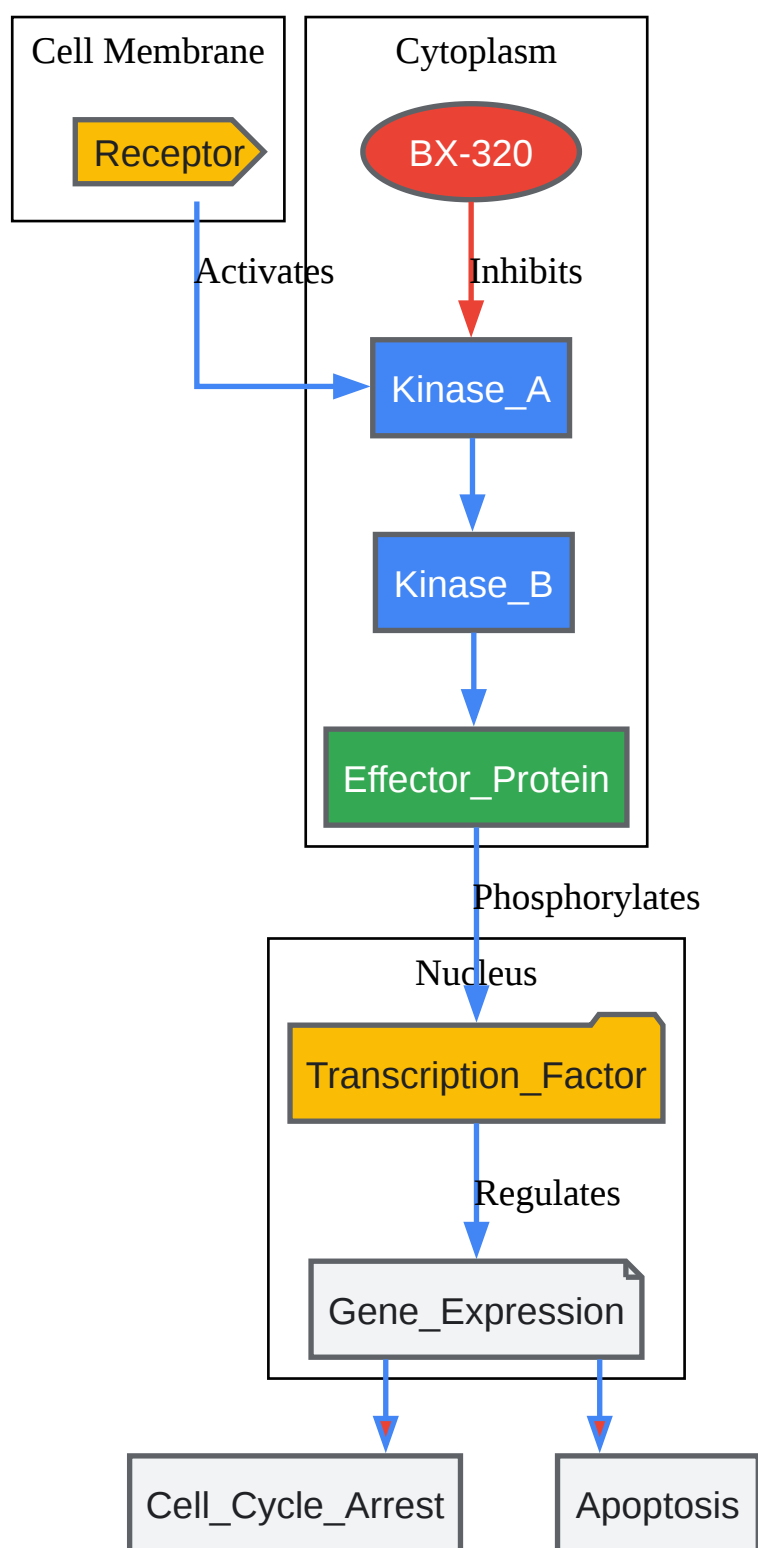 Cell Membrane
Cytoplasm
Receptor
BX-320
Activates
Inhibits
Kinase_A
Kinase_B
Effector_Protein
Phosphorylates
Nucleus
Transcription_Factor
Regulates
Gene_Expression
Cell_Cycle_Arrest
Apoptosis